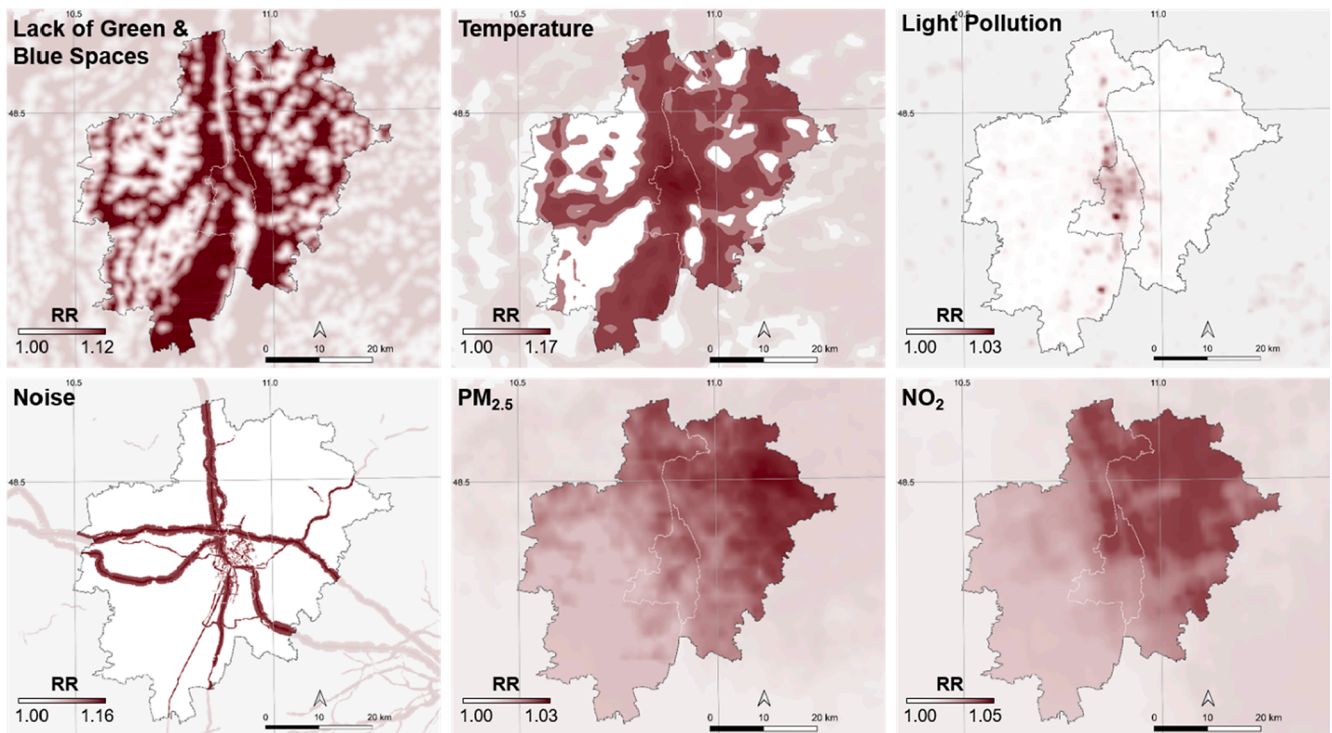 10.5 11.0
Lack of Green &
Blue Spaces
48.5
RR
1.00 1.12
0 10 20 km
10.5 11.0
Temperature
48.5
RR
1.00 1.17
0 10 20 km
10.5 11.0
Light Pollution
48.5
RR
1.00 1.03
0 10 20 km
10.5 11.0
Noise
48.5
RR
1.00 1.16
0 10 20 km
10.5 11.0
PM2.5
48.5
RR
1.00 1.03
0 10 20 km
10.5 11.0
NO2
48.5
RR
1.00 1.05
0 10 20 km